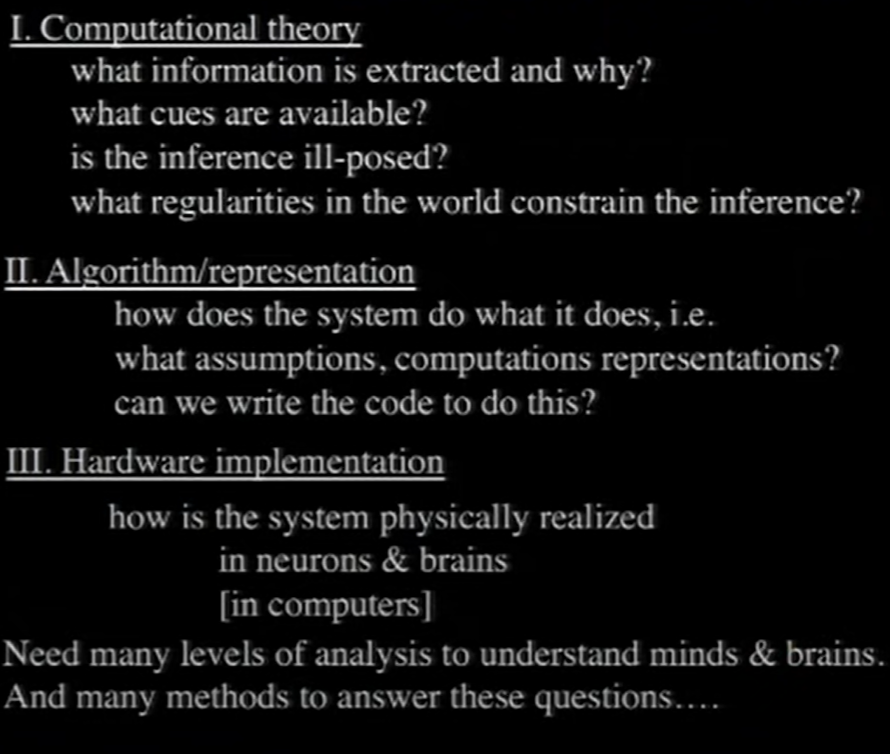 I. Computational theory
what information is extracted and why?
what cues are available?
is the inference ill-posed?
what regularities in the world constrain the inference?
II. Algorithm/representation
how does the system do what it does, i.e.
what assumptions, computations representations?
can we write the code to do this?
III. Hardware implementation
how is the system physically realized
in neurons & brains
[in computers]
Need many levels of analysis to understand minds & brains.
And many methods to answer these questions….